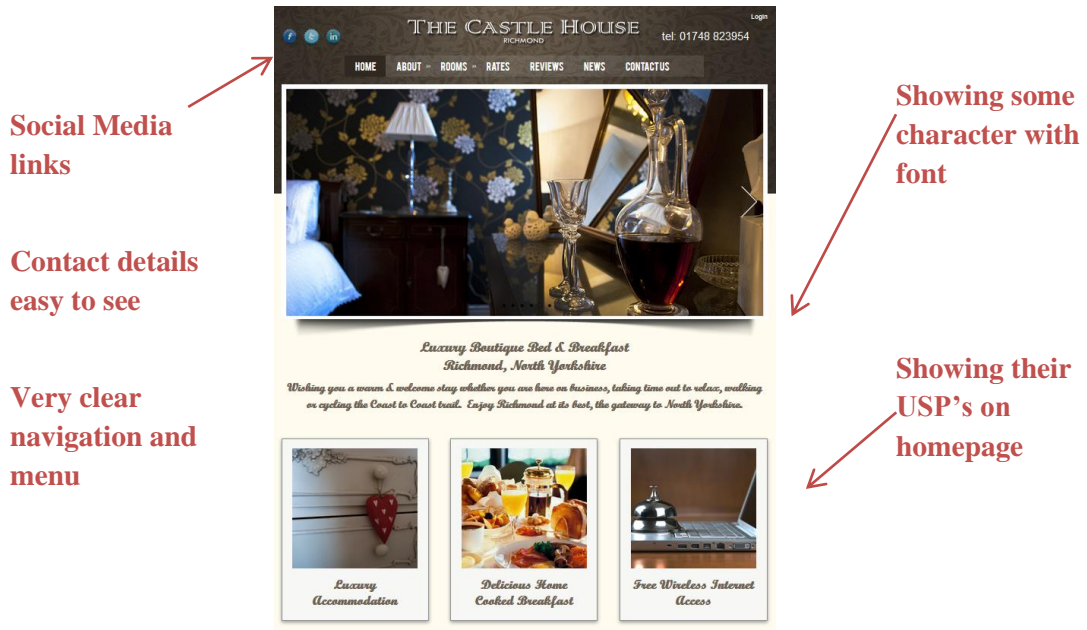 Login
THE CASTLE HOUSE
RICHMOND
tel: 01748 823954
HOME ABOUT ROOMS RATES REVIEWS NEWS CONTACT US
Social Media
links
Contact details
easy to see
Very clear
navigation and
menu
Showing some
character with
font
Showing their
USP's on
homepage
Luxury Boutique Bed & Breakfast
Richmond, North Yorkshire
Wishing you a warm & welcome stay whether you are here on business, taking time out to relax, walking
or cycling the Coast to Coast trail. Enjoy Richmond at its best, the gateway to North Yorkshire.
Luxury
Accommodation
Delicious Home
Cooked Breakfast
Free Wireless Internet
Access